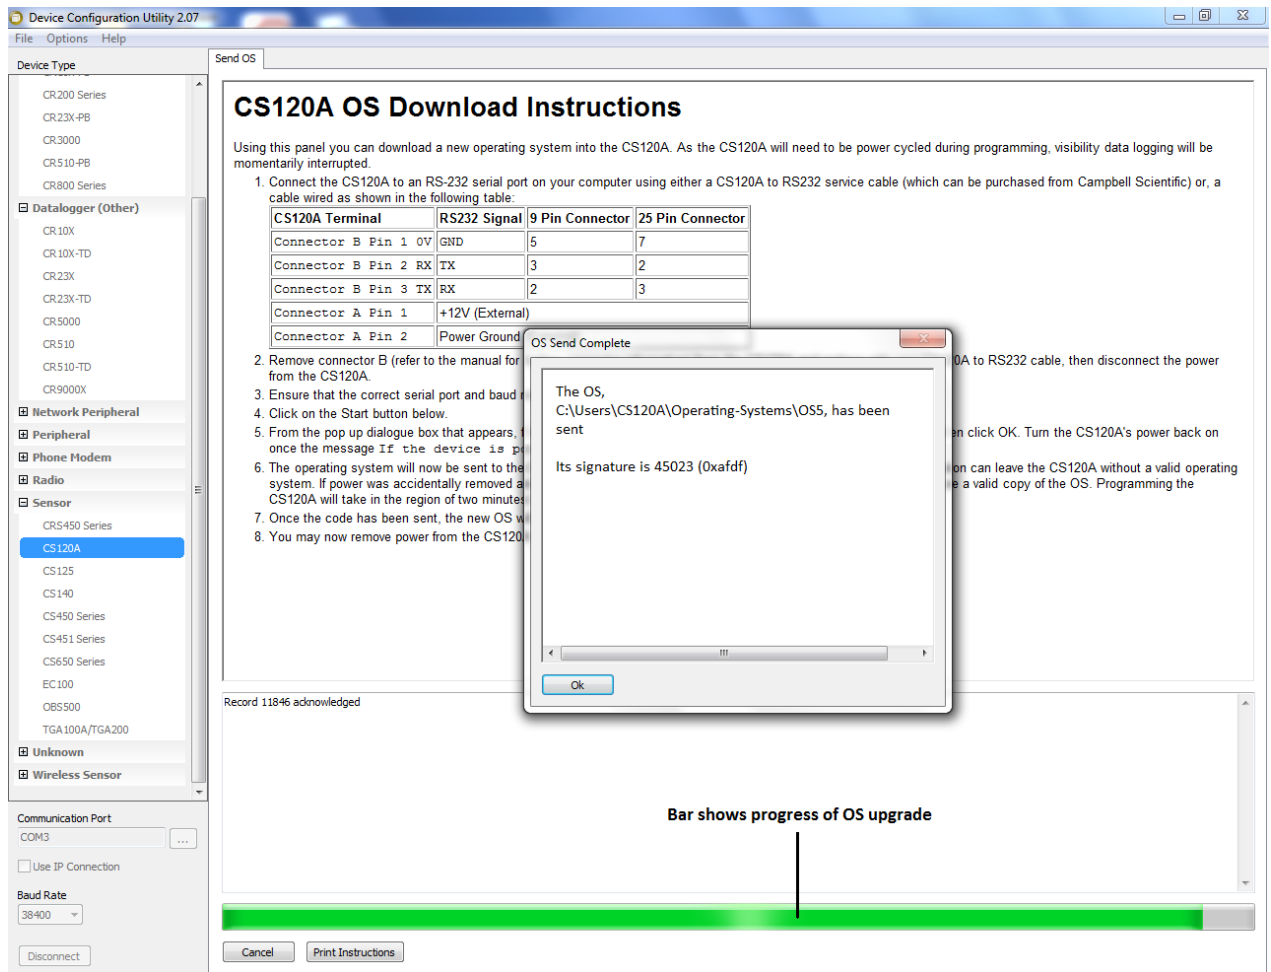 Device Configuration Utility 2.07
File Options Help
Device Type
Send OS
CR200 Series
CR23X-PB
CR3000
CR510-PB
CR800 Series
Datalogger (Other)
CR10X
CR10X-TD
CR23X
CR23X-TD
CR5000
CR510
CR510-TD
CR9000X
Network Peripheral
Peripheral
Phone Modem
Radio
Sensor
CRS450 Series
CS120A
CS125
CS140
CS450 Series
CS451 Series
CS650 Series
EC100
OBS500
TGA100A/TGA200
Unknown
Wireless Sensor
Communication Port
COM3
...
Use IP Connection
Baud Rate
38400
Disconnect
CS120A OS Download Instructions
Using this panel you can download a new operating system into the CS120A. As the CS120A will need to be power cycled during programming, visibility data logging will be
momentarily interrupted.
1. Connect the CS120A to an RS-232 serial port on your computer using either a CS120A to RS232 service cable (which can be purchased from Campbell Scientific) or, a
cable wired as shown in the following table:
CS120A Terminal RS232 Signal 9 Pin Connector 25 Pin Connector
Connector B Pin 1 0V GND 5 7
Connector B Pin 2 RX TX 3 2
Connector B Pin 3 TX RX 2 3
Connector A Pin 1 +12V (External)
Connector A Pin 2 Power Ground
2. Remove connector B (refer to the manual for 0A to RS232 cable, then disconnect the power
from the CS120A.
3. Ensure that the correct serial port and baud
4. Click on the Start button below.
5. From the pop up dialogue box that appears, en click OK. Turn the CS120A's power back on
once the message If the device is
6. The operating system will now be sent to the on can leave the CS120A without a valid operating
system. If power was accidentally removed a valid copy of the OS. Programming the
CS120A will take in the region of two minutes
7. Once the code has been sent, the new OS
8. You may now remove power from the CS120
OS Send Complete
The OS,
C:\Users\CS120A\Operating-Systems\OS5, has been
sent
Its signature is 45023 (0xafdf)
Ok
Record 11846 acknowledged
Bar shows progress of OS upgrade
Cancel
Print Instructions